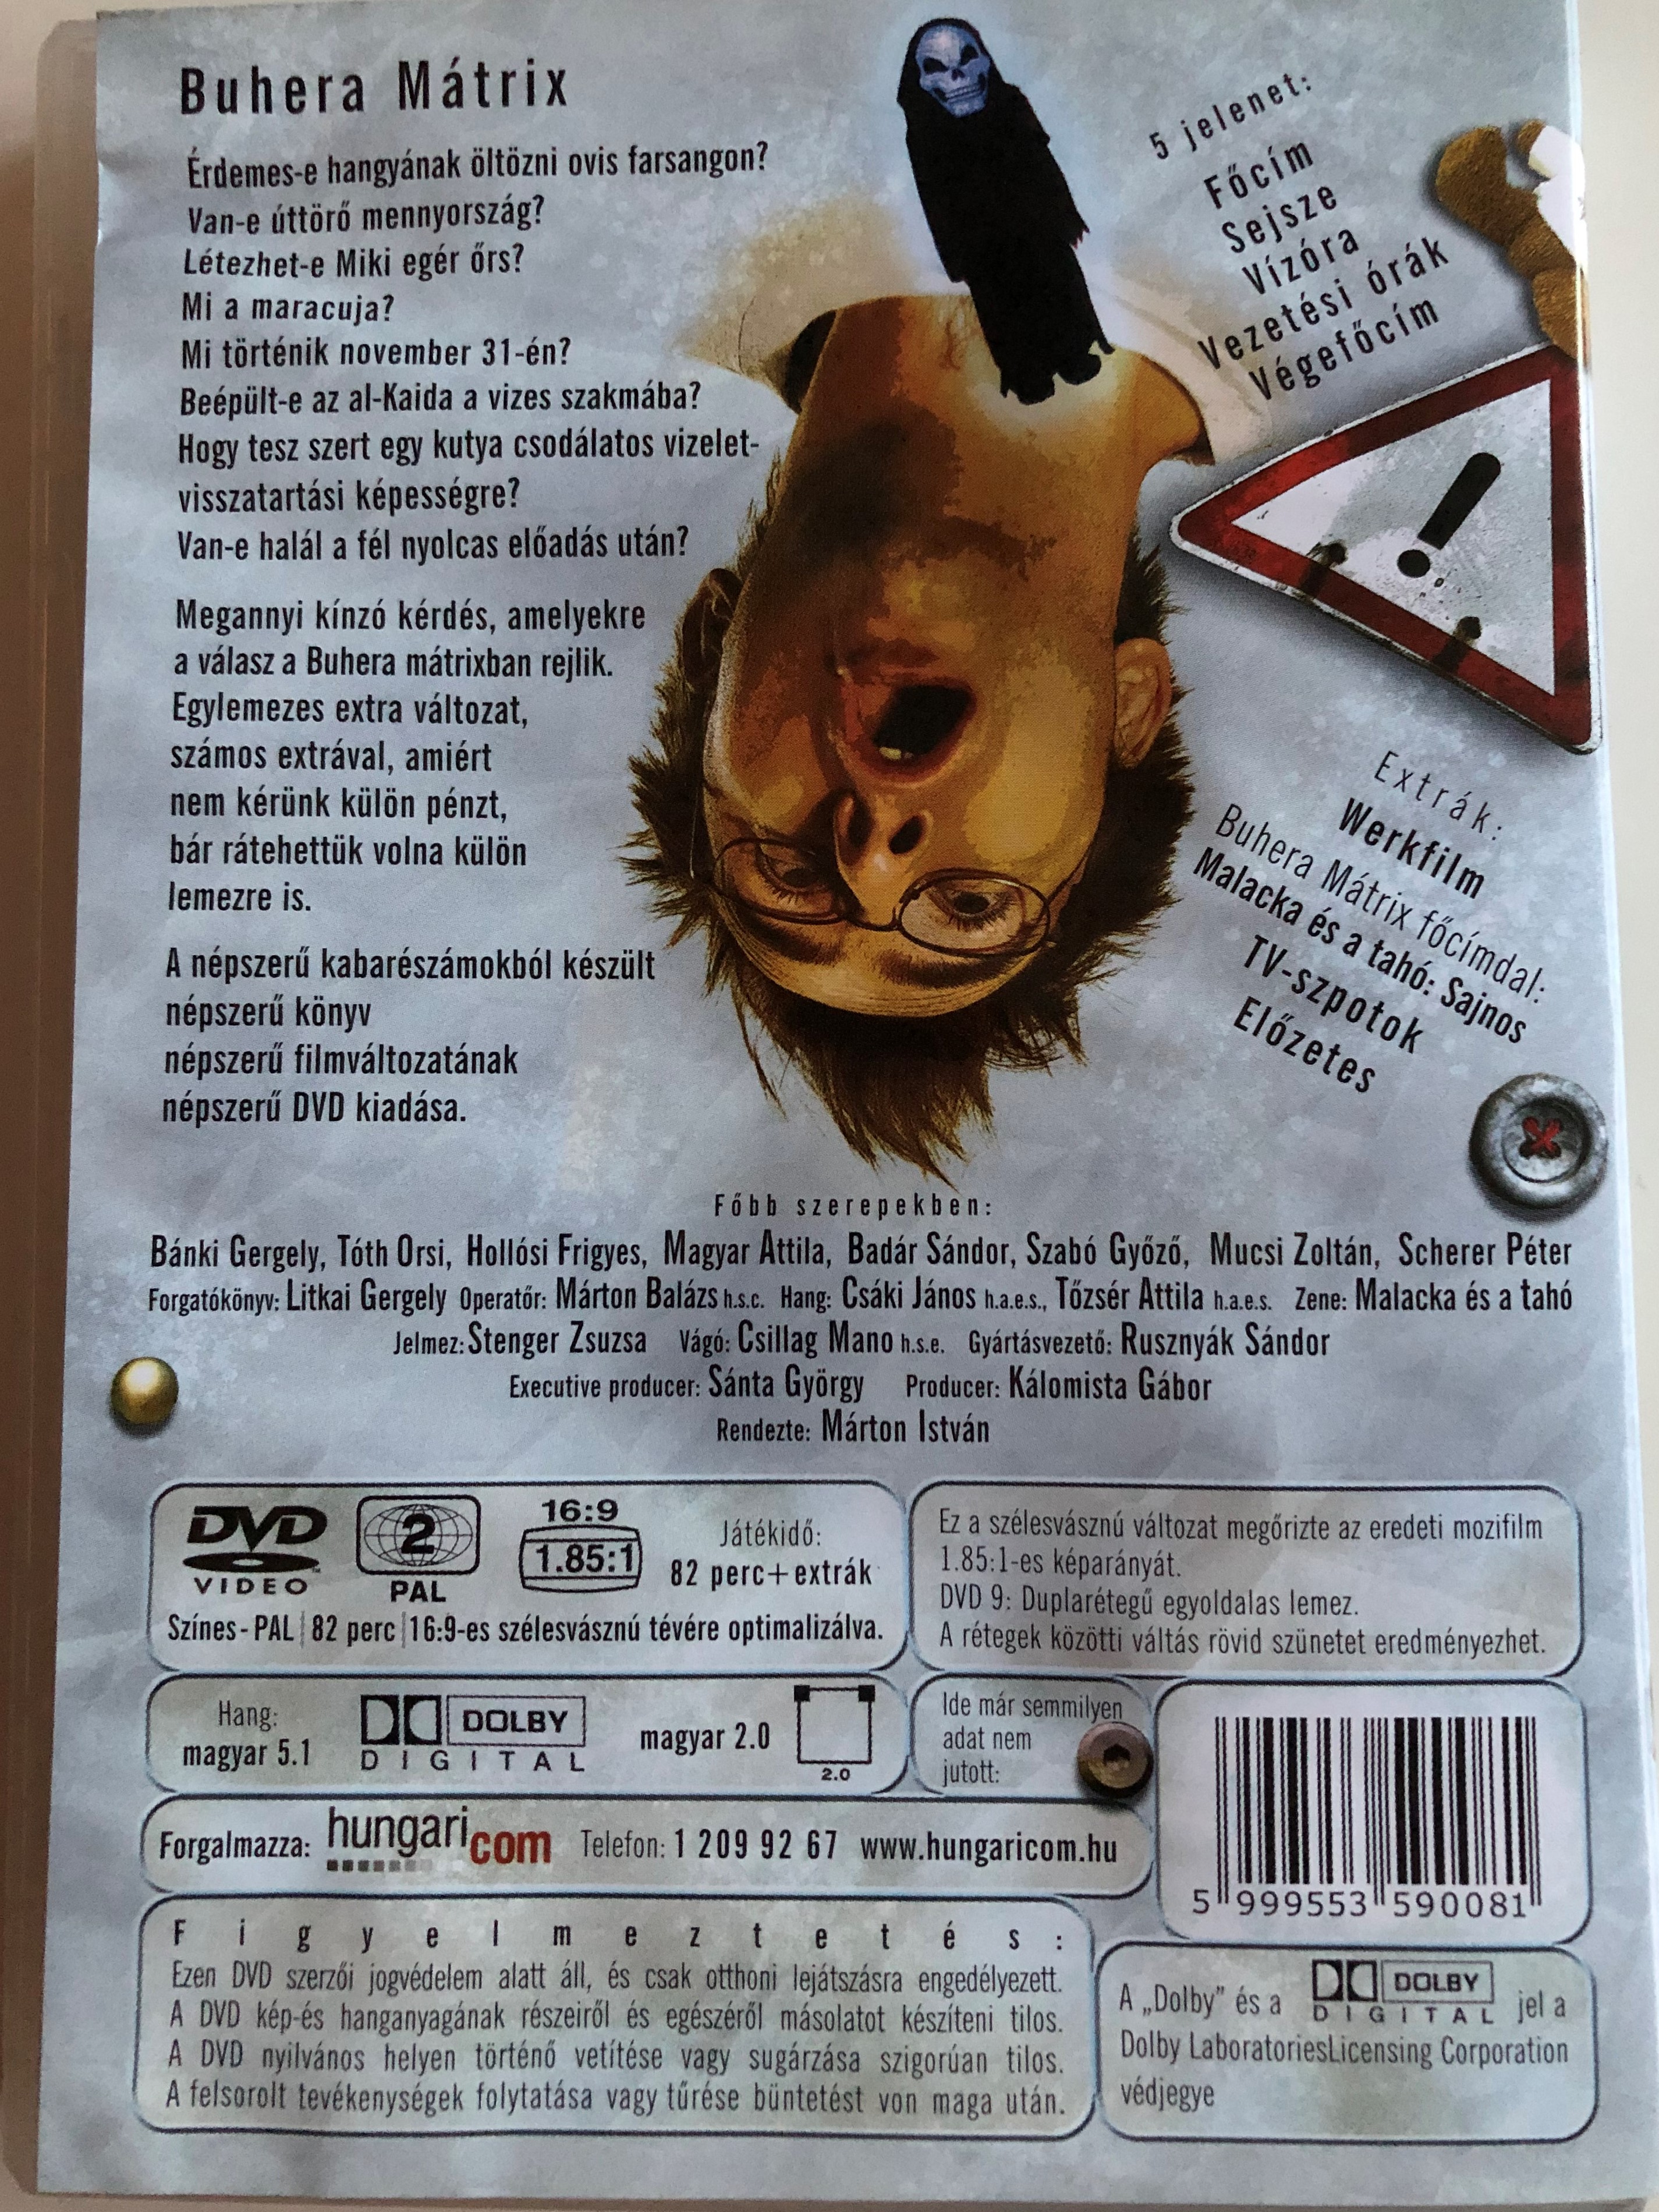 Buhera Mátrix
Érdemes-e hangyának öltözni ovis farsangon?
Van-e úttörő mennyország?
Létezhet-e Miki egér őrs?
Mi a maracuja?
Mi történik november 31-én?
Beépült-e az al-Kaida a vizes szakmába?
Hogy tesz szert egy kutya csodálatos vizelet-
visszatartási képességre?
Van-e halál a fél nyolcas előadás után?
Megannyi kínzó kérdés, amelyekre
a válasz a Buhera mátrixban rejlik.
Egylemezes extra változat,
számos extrával, amiért
nem kérünk külön pénzt,
bár rátehettük volna külön
lemezre is.
A népszerű kabarészámokból készült
népszerű könyv
népszerű filmváltozatának
népszerű DVD kiadása.
5 jelenet:
Főcím
Sejsze
Vízóra
Vezetési órák
Végefőcím
Extrák:
Werkfilm
Buhera Mátrix főcímdal:
Malacka és a tahó: Sajnos
TV-szpotok
Előzetes
Főbb szerepekben:
Bánki Gergely, Tóth Orsi, Hollósi Frigyes, Magyar Attila, Badár Sándor, Szabó Győző, Mucsi Zoltán, Scherer Péter
Forgatókönyv: Litkai Gergely Operatőr: Márton Balázs h.s.c. Hang: Csáki János h.a.e.s., Tőzsér Attila h.a.e.s. Zene: Malacka és a tahó
Jelmez: Stenger Zsuzsa Vágó: Csillag Mano h.s.e. Gyártásvezető: Rusznyák Sándor
Executive producer: Sánta György Producer: Kálomista Gábor
Rendezte: Márton István
DVD
VIDEO
2
PAL
16:9
1.85:1
Játékidő:
82 perc+extrák
Színes-PAL | 82 perc | 16:9-es szélesvásznú tévére optimalizálva.
Ez a szélesvásznú változat megőrizte az eredeti mozifilm
1.85:1-es képarányát.
DVD 9: Duplarétegű egyoldalas lemez.
A rétegek közötti váltás rövid szünetet eredményezhet.
Hang:
magyar 5.1
DOLBY
DIGITAL
magyar 2.0
2.0
Ide már semmilyen
adat nem
jutott:
Forgalmazza: hungaricom Telefon: 1 209 92 67 www.hungaricom.hu
5 999553 590081
Figyelmeztetés:
Ezen DVD szerzői jogvédelem alatt áll, és csak otthoni lejátszásra engedélyezett.
A DVD kép-és hanganyagának részeiről és egészéről másolatot készíteni tilos.
A DVD nyilvános helyen történő vetítése vagy sugárzása szigorúan tilos.
A felsorolt tevékenységek folytatása vagy tűrése büntetést von maga után.
A „Dolby" és a DOLBY DIGITAL jel a
Dolby LaboratoriesLicensing Corporation
védjegye